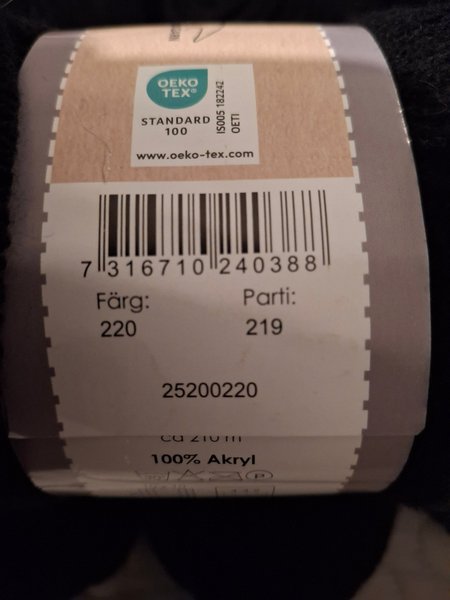 OEKO
TEX®
STANDARD
100
IS005 182242
OETI
www.oeko-tex.com
7 316710 240388
Färg:
220
Parti:
219
25200220
ca 210 m
100% Akryl
P